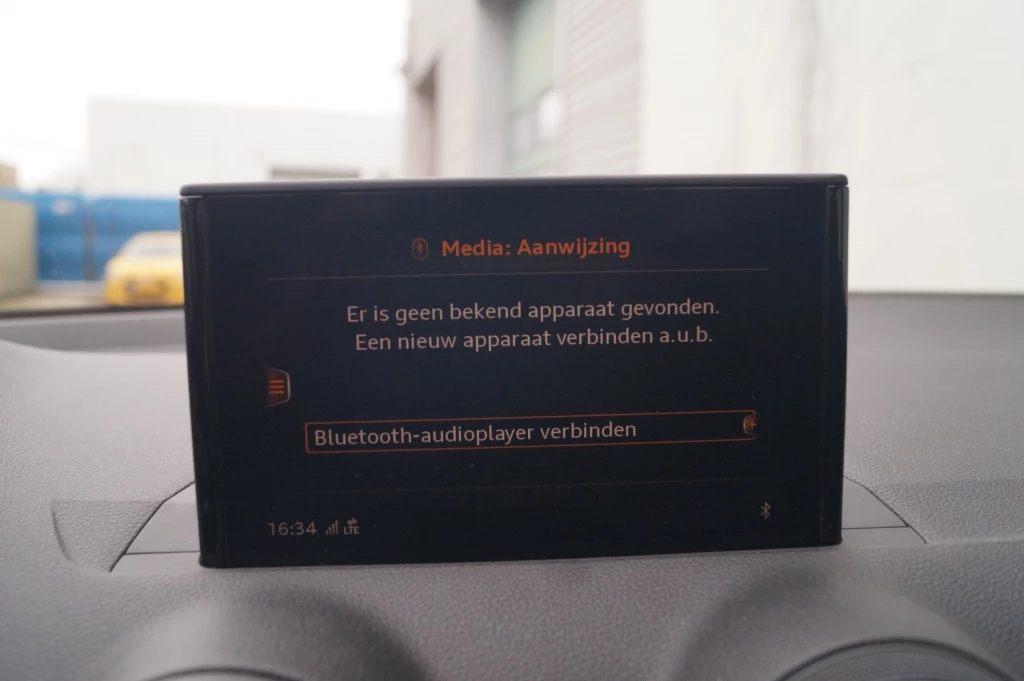 Media: Aanwijzing
Er is geen bekend apparaat gevonden.
Een nieuw apparaat verbinden a.u.b.
Bluetooth-audioplayer verbinden
16:34 LTE